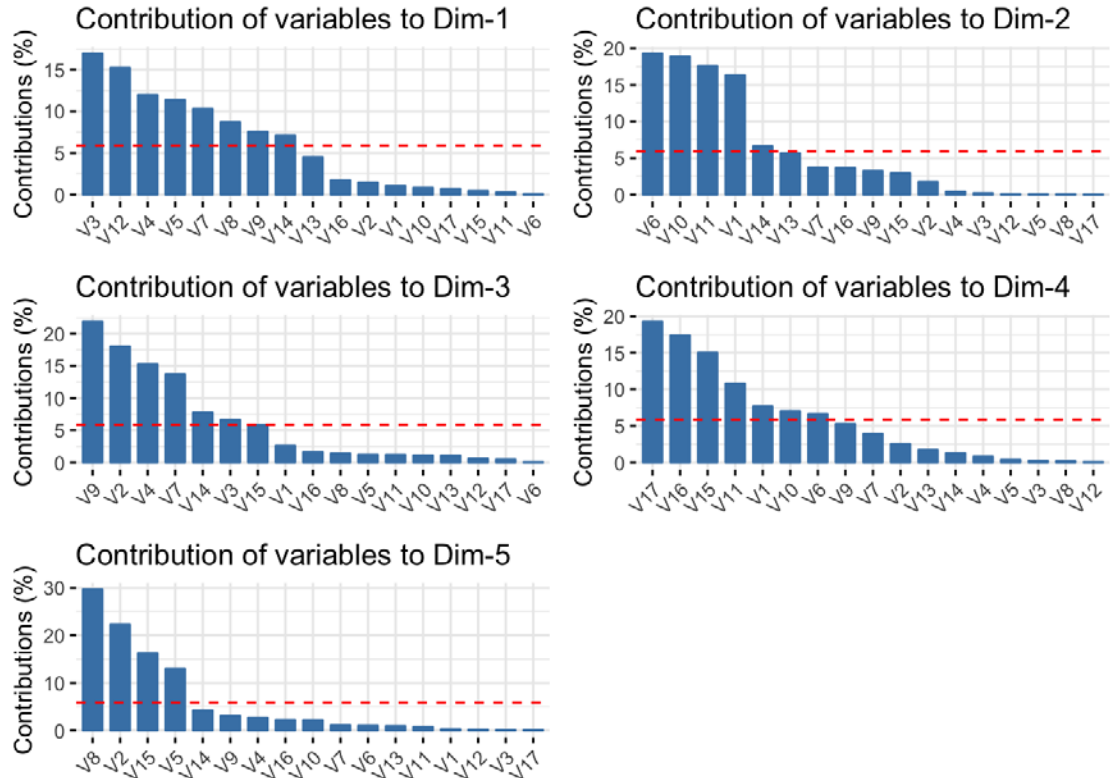 Contribution of variables to Dim-1
Contributions (%)
15
10
5
0
V3 V12 V4 V5 V7 V8 V9 V14 V13 V16 V2 V1 V10 V17 V15 V11 V6
Contribution of variables to Dim-2
Contributions (%)
20
15
10
5
0
V6 V10 V11 V1 V14 V13 V7 V16 V9 V15 V2 V4 V3 V12 V5 V8 V17
Contribution of variables to Dim-3
Contributions (%)
20
15
10
5
0
V9 V2 V4 V7 V14 V3 V15 V1 V16 V8 V5 V11 V10 V13 V12 V17 V6
Contribution of variables to Dim-4
Contributions (%)
20
15
10
5
0
V17 V16 V15 V11 V1 V10 V6 V9 V7 V2 V13 V14 V4 V5 V3 V8 V12
Contribution of variables to Dim-5
Contributions (%)
30
20
10
0
V8 V2 V15 V5 V14 V9 V4 V16 V10 V7 V6 V13 V11 V1 V12 V3 V17